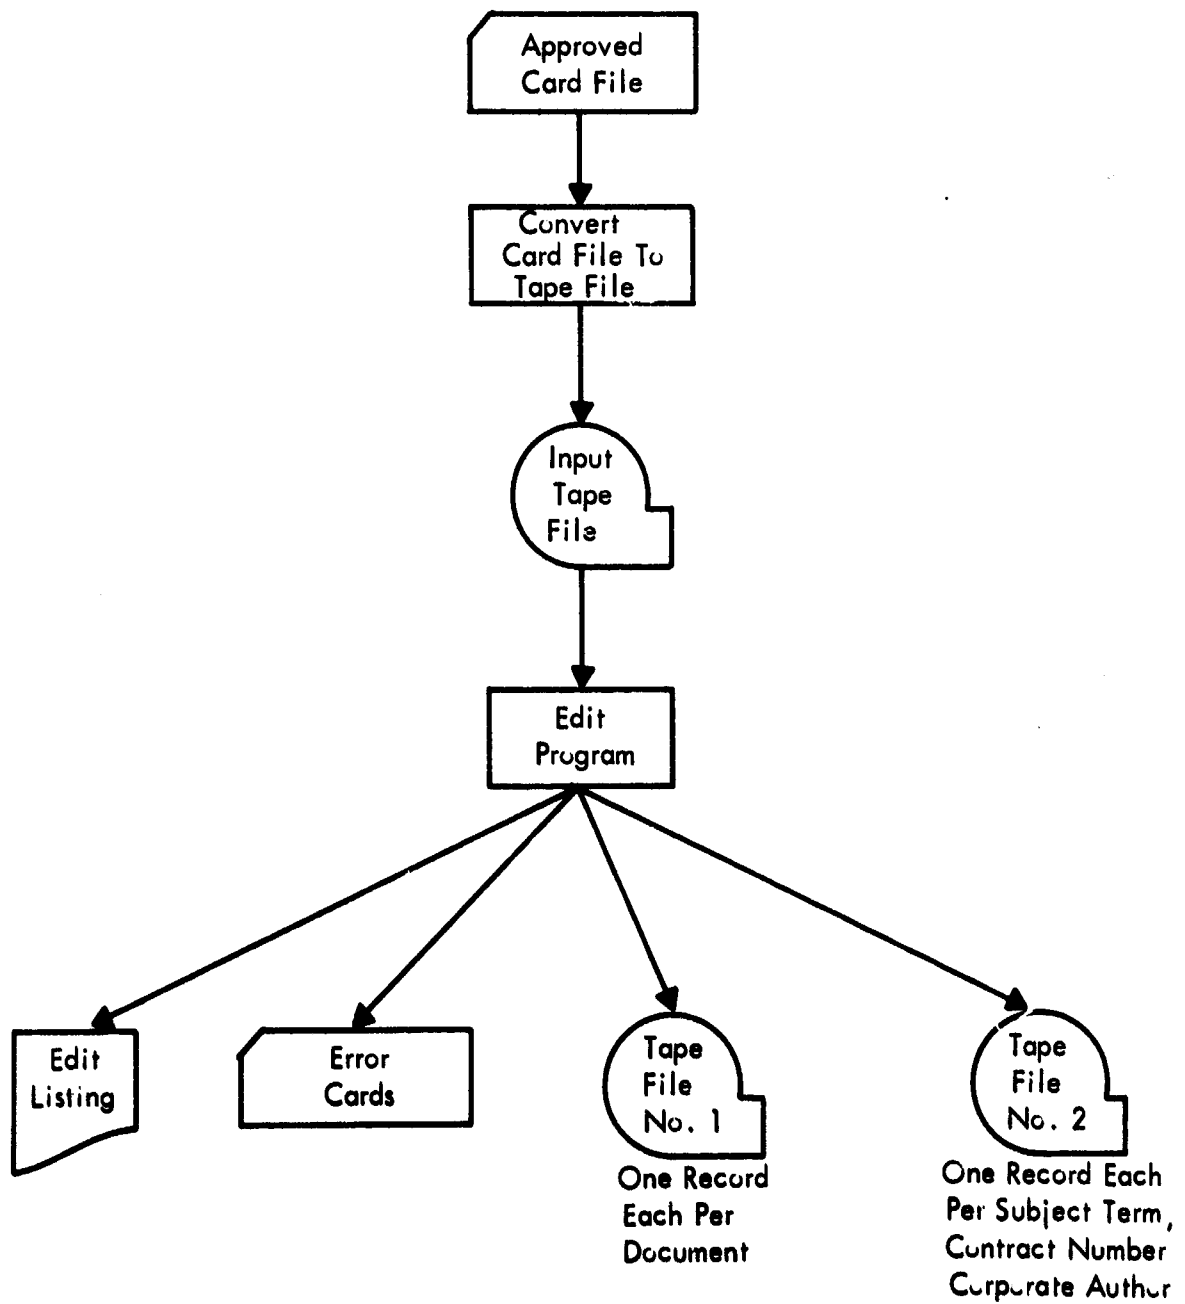 Approved
Card File
Convert
Card File To
Tape File
Input
Tape
File
Edit
Program
Edit
Listing
Error
Cards
Tape
File
No. 1
One Record
Each Per
Document
Tape
File
No. 2
One Record Each
Per Subject Term,
Contract Number
Corporate Author